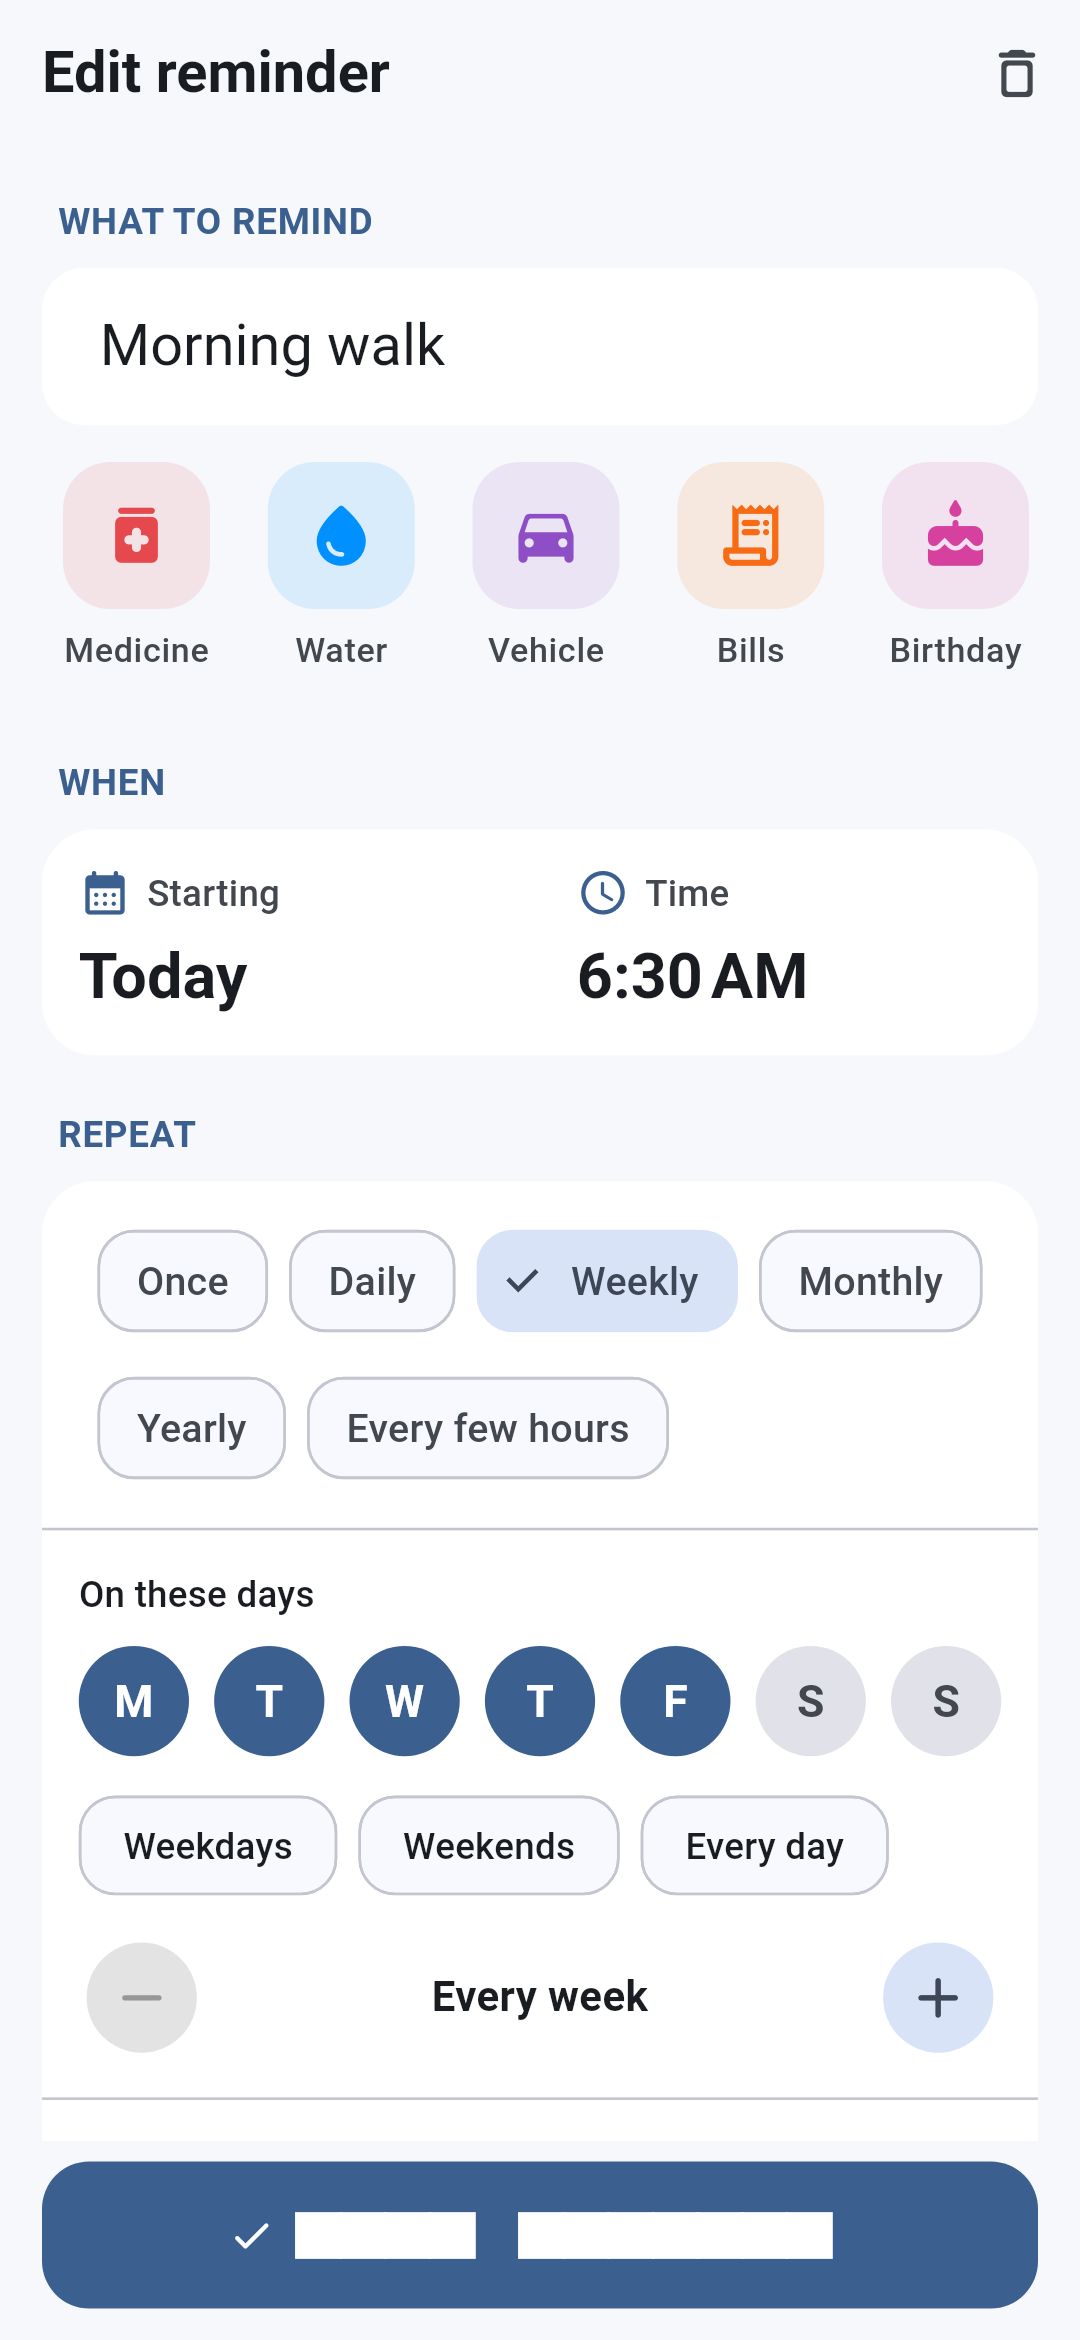 Edit reminder
WHAT TO REMIND
Morning walk
Medicine Water Vehicle Bills Birthday
WHEN
Starting Time
Today 6:30 AM
REPEAT
Once Daily Weekly Monthly
Yearly Every few hours
On these days
M T W T F S S
Weekdays Weekends Every day
Every week